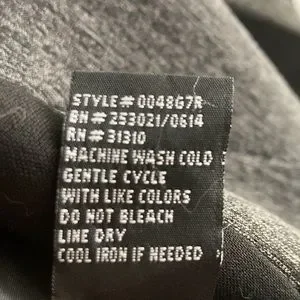 STYLE# 0048G7R
BN# 253021/0614
RN# 31310
MACHINE WASH COLD
GENTLE CYCLE
WITH LIKE COLORS
DO NOT BLEACH
LINE DRY
COOL IRON IF NEEDED